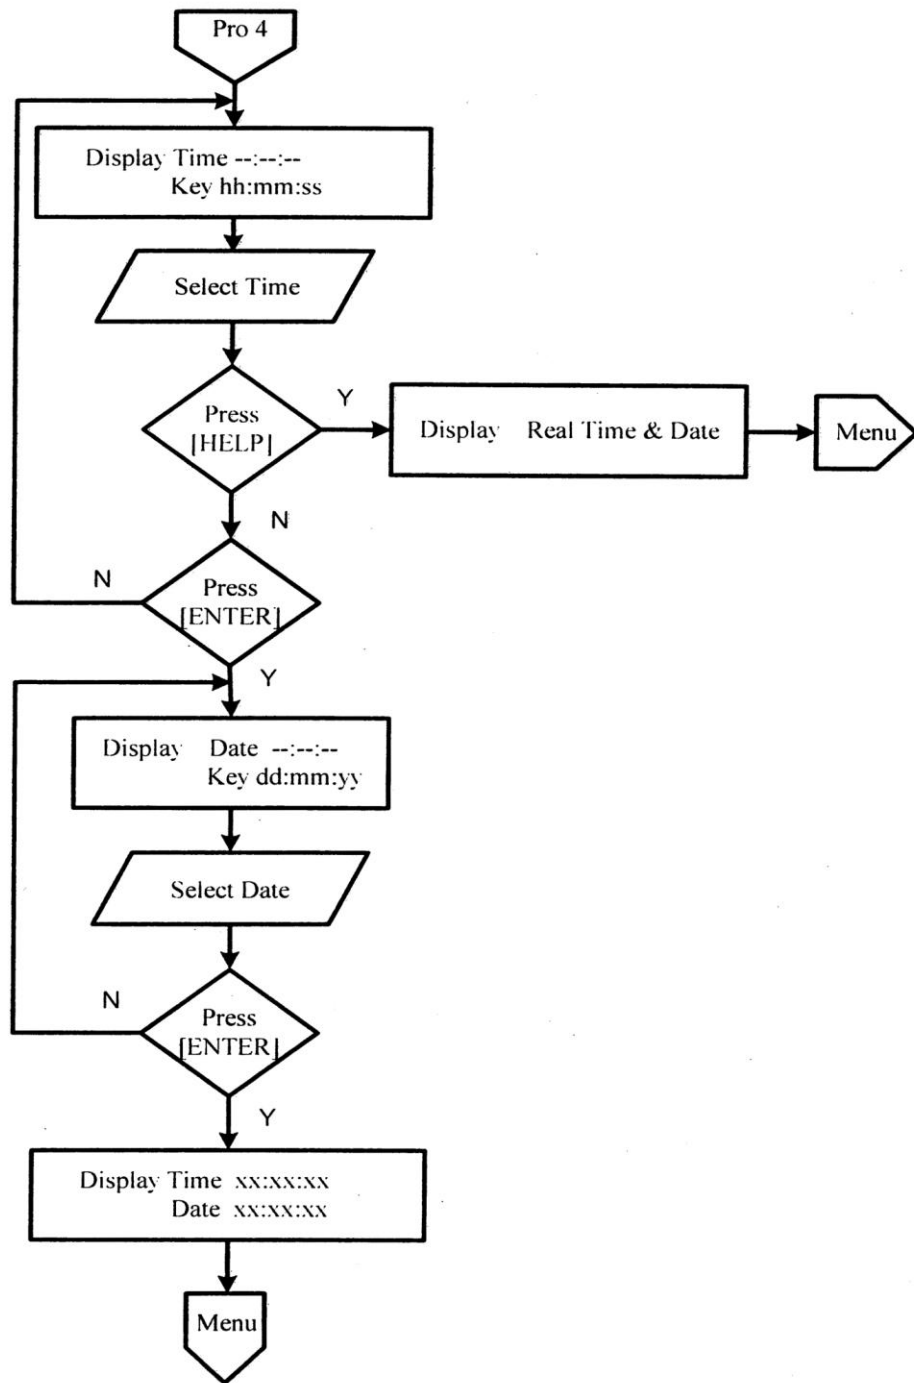 Pro 4
Display Time --:--:--
Key hh:mm:ss
Select Time
Press
[HELP]
Y
Display Real Time & Date
Menu
N
Press
[ENTER]
N
Y
Display Date --:--:--
Key dd:mm:yy
Select Date
Press
[ENTER]
N
Y
Display Time xx:xx:xx
Date xx:xx:xx
Menu